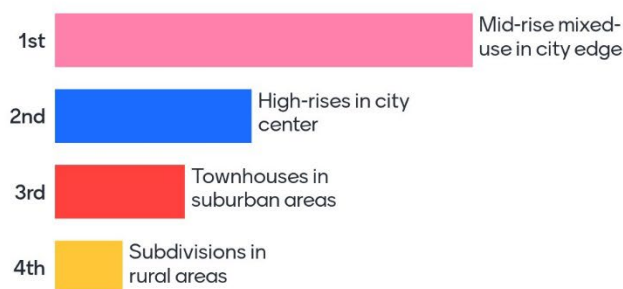 1st
Mid-rise mixed-
use in city edge
2nd
High-rises in city
center
3rd
Townhouses in
suburban areas
4th
Subdivisions in
rural areas